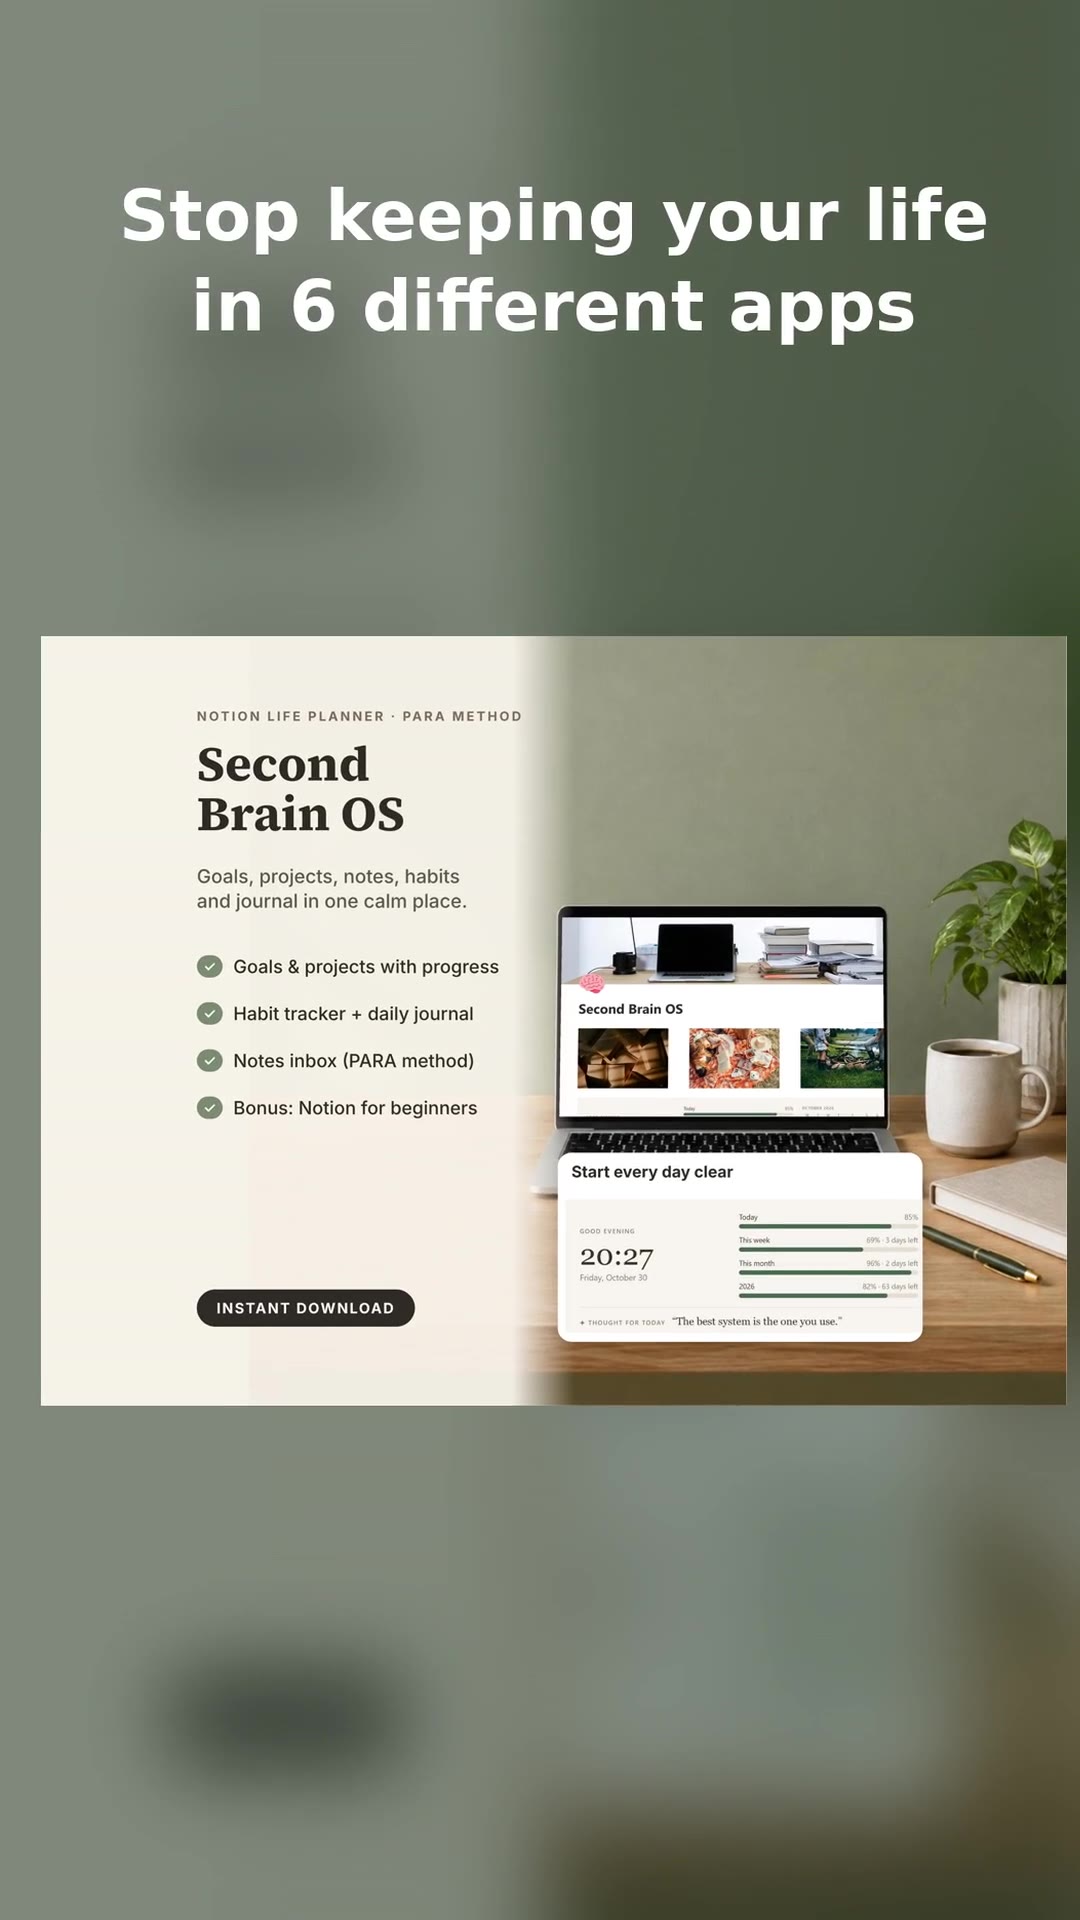 Stop keeping your life
in 6 different apps
NOTION LIFE PLANNER · PARA METHOD
Second
Brain OS
Goals, projects, notes, habits
and journal in one calm place.
Goals & projects with progress
Habit tracker + daily journal
Notes inbox (PARA method)
Bonus: Notion for beginners
INSTANT DOWNLOAD
Second Brain OS
Today 85% OCTOBER 2026
Start every day clear
GOOD EVENING
20:27
Friday, October 30
Today 85%
This week 69% · 3 days left
This month 96% · 2 days left
2026 82% · 63 days left
✦ THOUGHT FOR TODAY "The best system is the one you use."